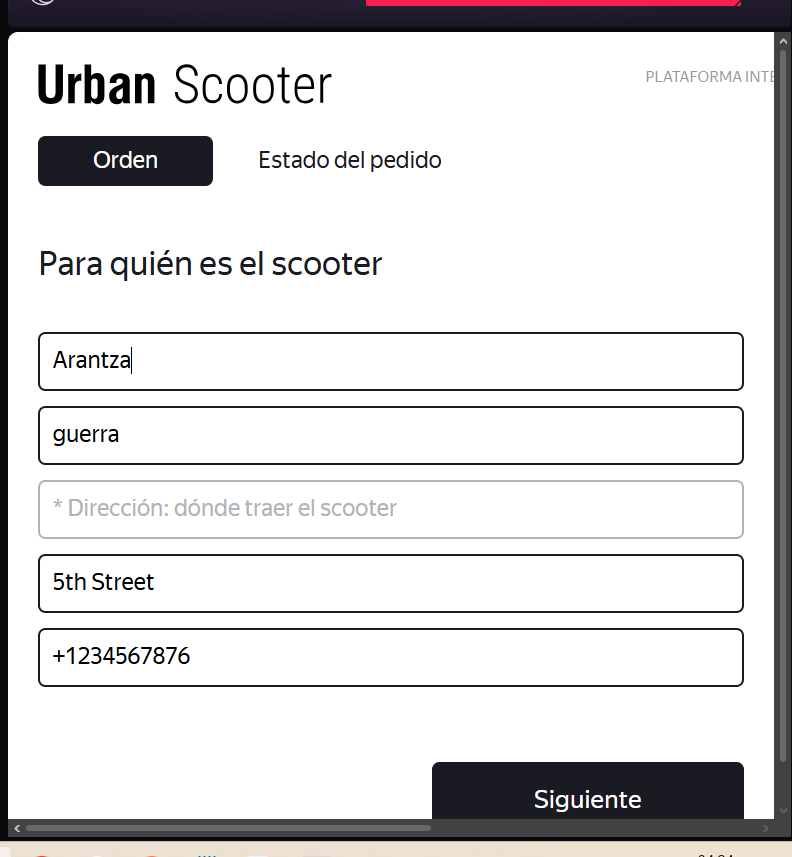 Urban Scooter
PLATAFORMA INTE
Orden
Estado del pedido
Para quién es el scooter
Arantza
guerra
* Dirección: dónde traer el scooter
5th Street
+1234567876
Siguiente